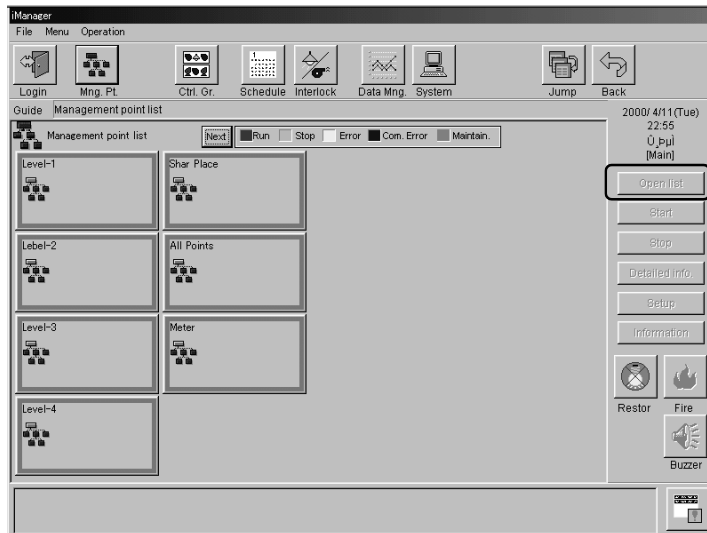 iManager
File Menu Operation
Login Mng. Pt. Ctrl. Gr. Schedule Interlock Data Mng. System Jump Back
Guide Management point list
2000/ 4/11(Tue)
22:55
Û_ÞµÌ
[Main]
Management point list Next Run Stop Error Com. Error Maintain.
Level-1 Shar Place
Lebel-2 All Points
Level-3 Meter
Level-4
Open list
Start
Stop
Detailed info.
Setup
Information
Restor Fire
Buzzer